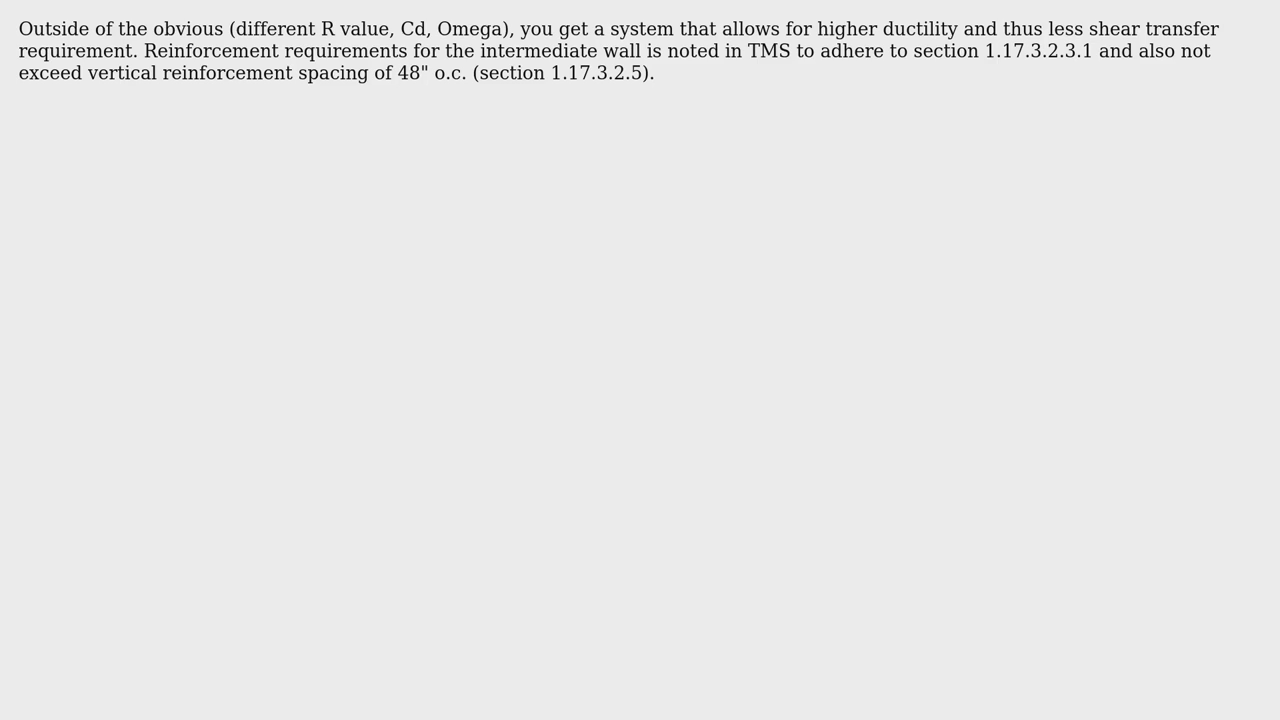 Outside of the obvious (different R value, Cd, Omega), you get a system that allows for higher ductility and thus less shear transfer
requirement. Reinforcement requirements for the intermediate wall is noted in TMS to adhere to section 1.17.3.2.3.1 and also not
exceed vertical reinforcement spacing of 48" o.c. (section 1.17.3.2.5).